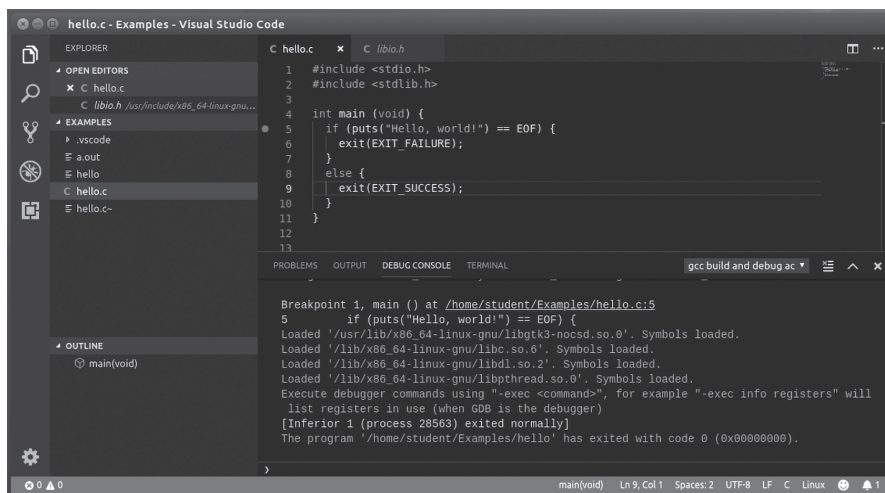 hello.c - Examples - Visual Studio Code
EXPLORER
OPEN EDITORS
C hello.c
C libio.h /usr/include/x86_64-linux-gnu...
EXAMPLES
.vscode
a.out
hello
C hello.c
hello.c~
OUTLINE
main(void)
C hello.c
C libio.h
1 #include <stdio.h>
2 #include <stdlib.h>
3
4 int main (void) {
5 if (puts("Hello, world!") == EOF) {
6 exit(EXIT_FAILURE);
7 }
8 else {
9 exit(EXIT_SUCCESS);
10 }
11 }
12
13
PROBLEMS OUTPUT DEBUG CONSOLE TERMINAL gcc build and debug ac
Breakpoint 1, main () at /home/student/Examples/hello.c:5
5 if (puts("Hello, world!") == EOF) {
Loaded '/usr/lib/x86_64-linux-gnu/libgtk3-nocsd.so.0'. Symbols loaded.
Loaded '/lib/x86_64-linux-gnu/libc.so.6'. Symbols loaded.
Loaded '/lib/x86_64-linux-gnu/libdl.so.2'. Symbols loaded.
Loaded '/lib/x86_64-linux-gnu/libpthread.so.0'. Symbols loaded.
Execute debugger commands using "-exec <command>", for example "-exec info registers" will
list registers in use (when GDB is the debugger)
[Inferior 1 (process 28563) exited normally]
The program '/home/student/Examples/hello' has exited with code 0 (0x00000000).
0 0 main(void) Ln 9, Col 1 Spaces: 2 UTF-8 LF C Linux 1